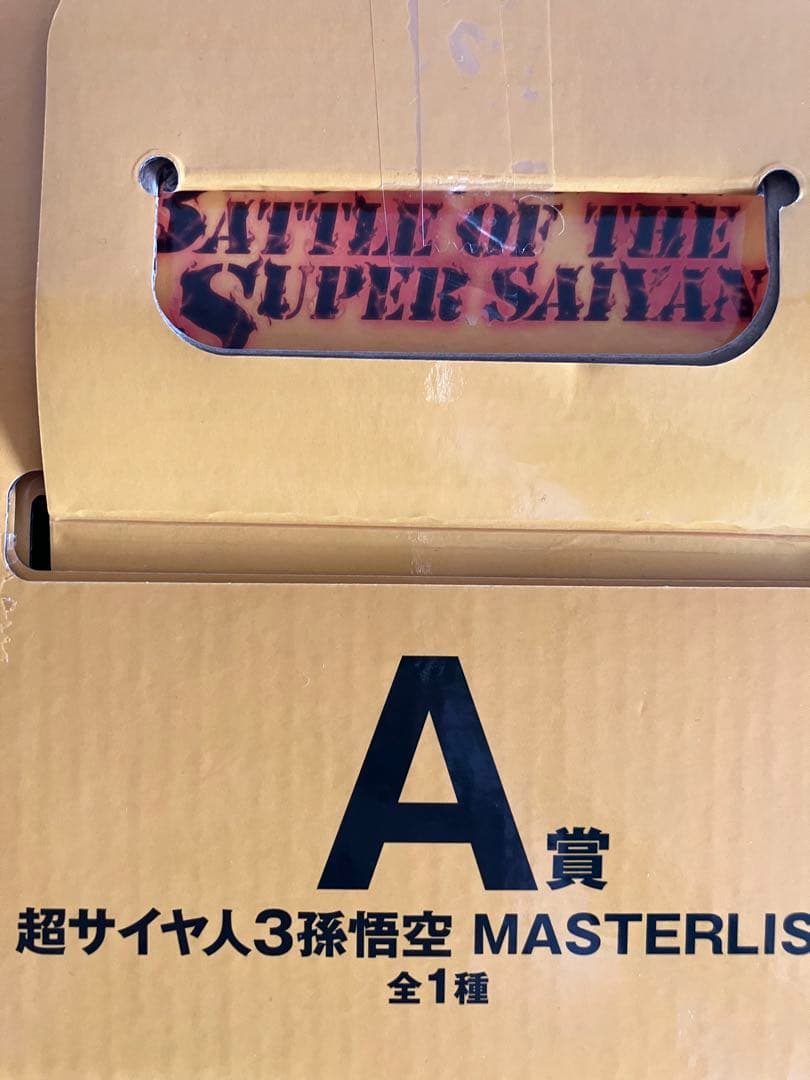 BATTLE OF THE
SUPER SAIYAN
A賞
超サイヤ人3孫悟空 MASTERLIS
全1種